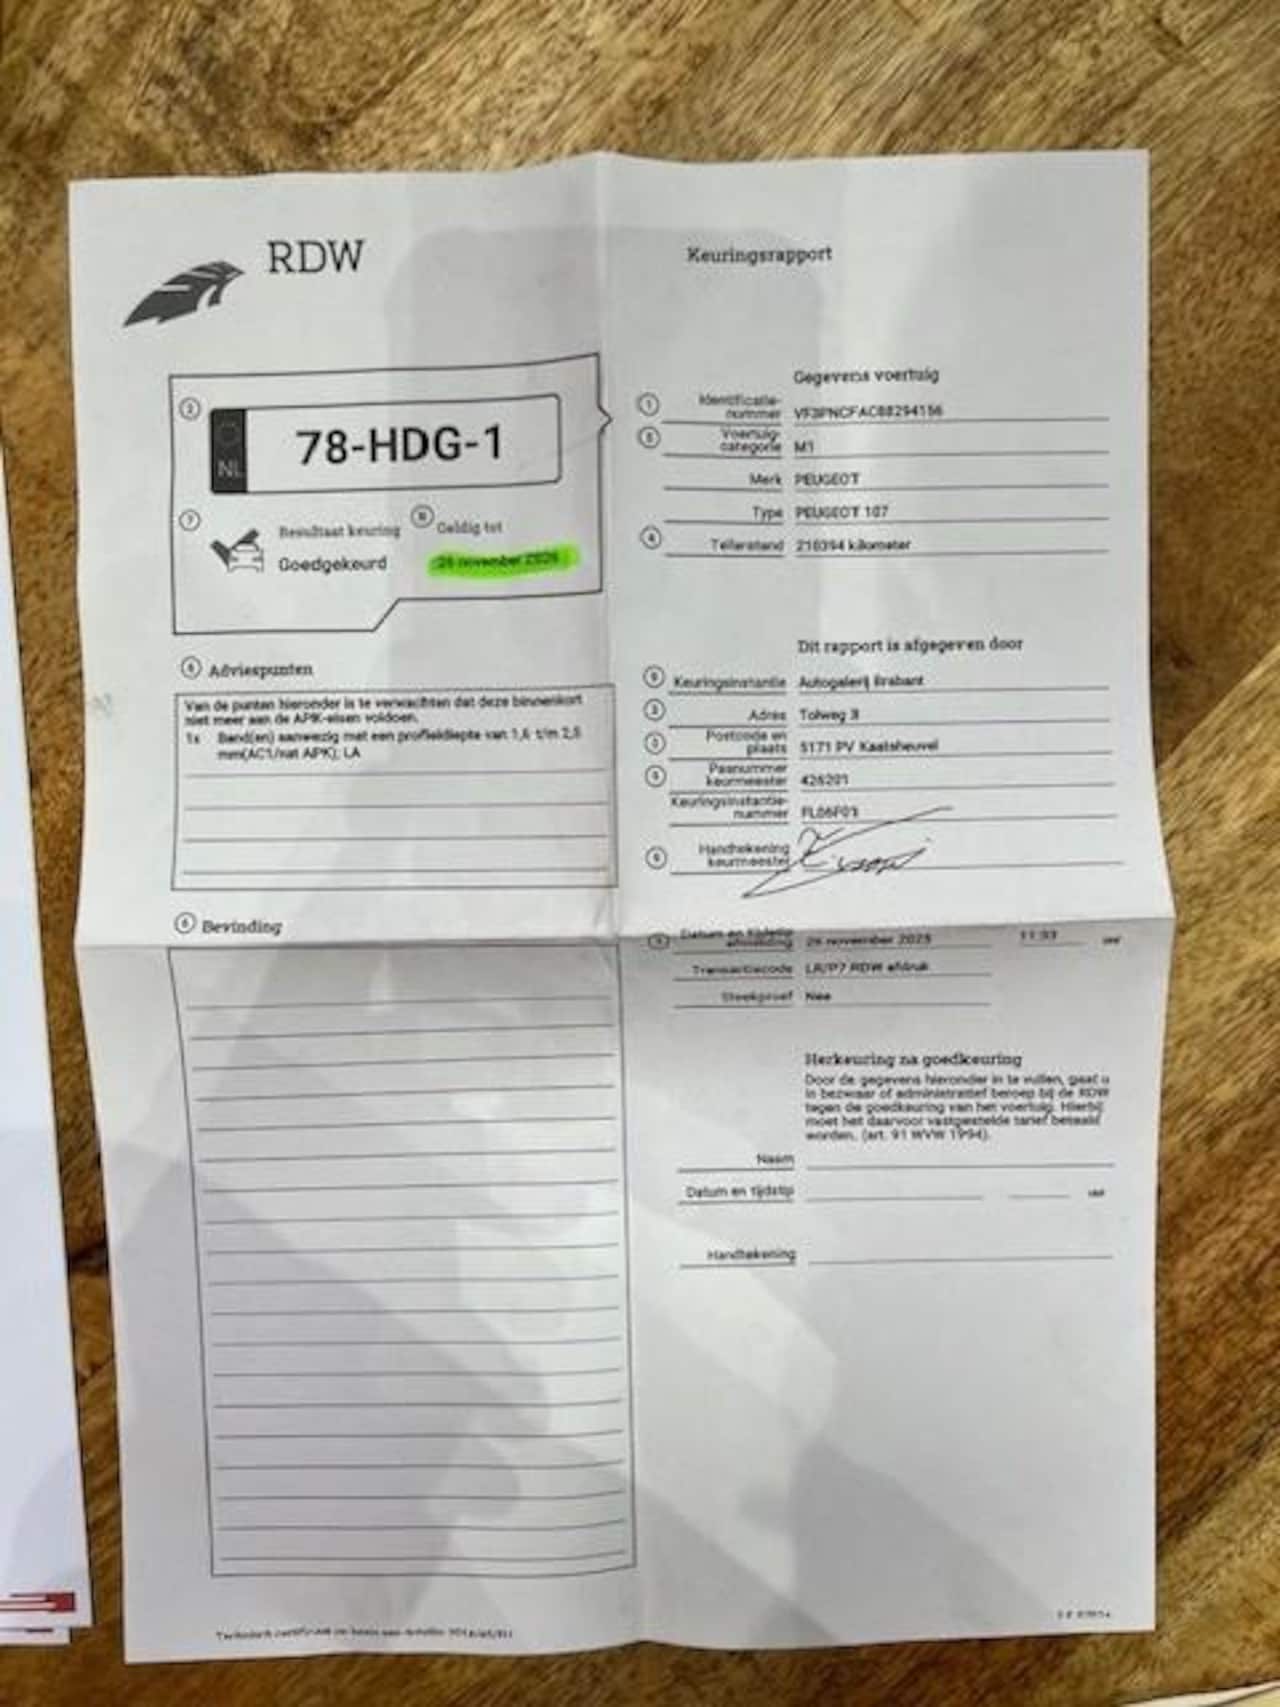 RDW
Keuringsrapport
NL
78-HDG-1
Resultaat keuring
Goedgekeurd
Geldig tot
26 november 2026
Gegevens voertuig
Identificatie-
nummer VF3PNCFAC88294156
Voertuig-
categorie M1
Merk PEUGEOT
Type PEUGEOT 107
Tellerstand 210394 kilometer
Adviespunten
Van de punten hieronder is te verwachten dat deze binnenkort
niet meer aan de APK-eisen voldoen.
1x Band(en) aanwezig met een profieldiepte van 1,6 t/m 2,5
mm(AC1/nat APK); LA
Dit rapport is afgegeven door
Keuringsinstantie Autogalerij Brabant
Adres Tolweg 3
Postcode en
plaats 5171 PV Kaatsheuvel
Pasnummer
keurmeester 426201
Keuringsinstantie-
nummer
Handtekening
keurmeester
Bevinding
Datum en tijdstip
afmelding 26 november 2025 11:53 uur
Transactiecode RDW afdruk
Steekproef Nee
Herkeuring na goedkeuring
Door de gegevens hieronder in te vullen, gaat u
in bezwaar of administratief beroep bij de RDW
tegen de goedkeuring van het voertuig. Hierbij
moet het daarvoor vastgestelde tarief betaald
worden. (art. 91 WVW 1994).
Naam
Datum en tijdstip uur
Handtekening